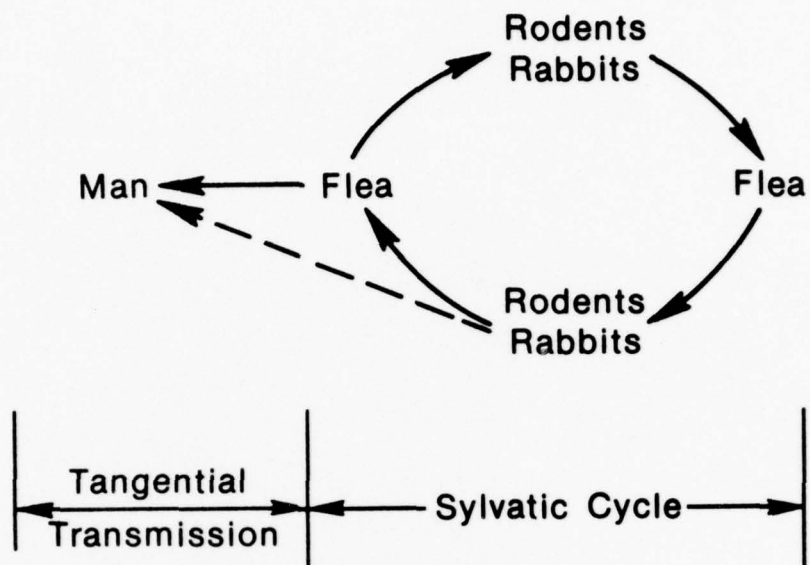 Rodents
Rabbits
Man
Flea
Flea
Rodents
Rabbits
Tangential
Transmission
Sylvatic Cycle